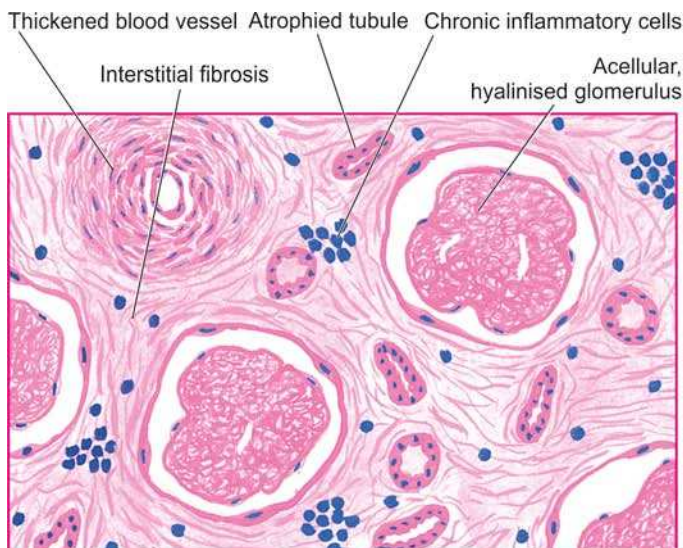 Thickened blood vessel
Atrophied tubule
Chronic inflammatory cells
Interstitial fibrosis
Acellular,
hyalinised glomerulus